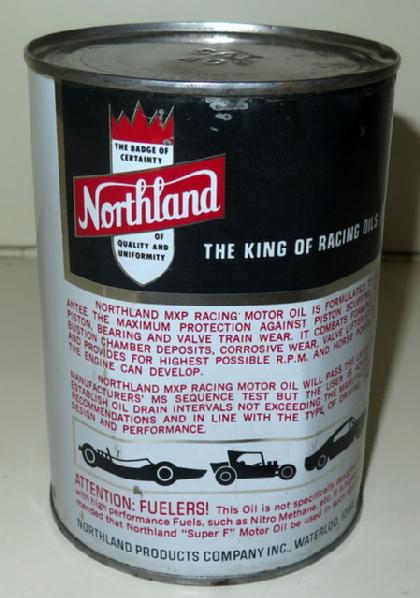 THE BADGE OF
CERTAINTY
Northland
OF
QUALITY AND
UNIFORMITY
THE KING OF RACING OILS
NORTHLAND MXP RACING MOTOR OIL IS FORMULATED TO
ANTEE THE MAXIMUM PROTECTION AGAINST PISTON SCUFFING,
PISTON, BEARING AND VALVE TRAIN WEAR. IT COMBATS
BUSTION CHAMBER DEPOSITS, CORROSIVE WEAR, VALVE
AND PROVIDES FOR HIGHEST POSSIBLE R.P.M. AND HORSE
THE ENGINE CAN DEVELOP.
NORTHLAND MXP RACING MOTOR OIL WILL PASS THE
MANUFACTURERS' MS SEQUENCE TEST BUT THE USER IS
ESTABLISH OIL DRAIN INTERVALS NOT EXCEEDING THE
RECOMMENDATIONS AND IN LINE WITH THE TYPE OF
DESIGN AND PERFORMANCE.
ATTENTION: FUELERS! This Oil is not specifically
with high performance Fuels, such as Nitro Methane, etc.
mended that Northland "Super F" Motor Oil be used in
NORTHLAND PRODUCTS COMPANY INC., WATERLOO,